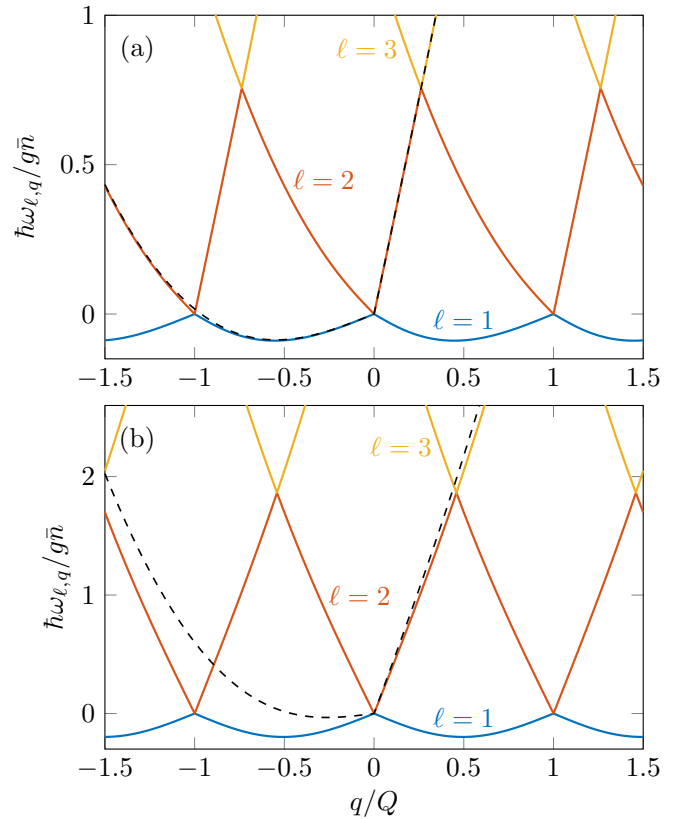 (a)
ℓ = 3
ℓ = 2
ℓ = 1
1
0.5
0
ħω_{ℓ,q}/gn̄
−1.5 −1 −0.5 0 0.5 1 1.5
(b)
ℓ = 3
ℓ = 2
ℓ = 1
2
1
0
ħω_{ℓ,q}/gn̄
−1.5 −1 −0.5 0 0.5 1 1.5
q/Q